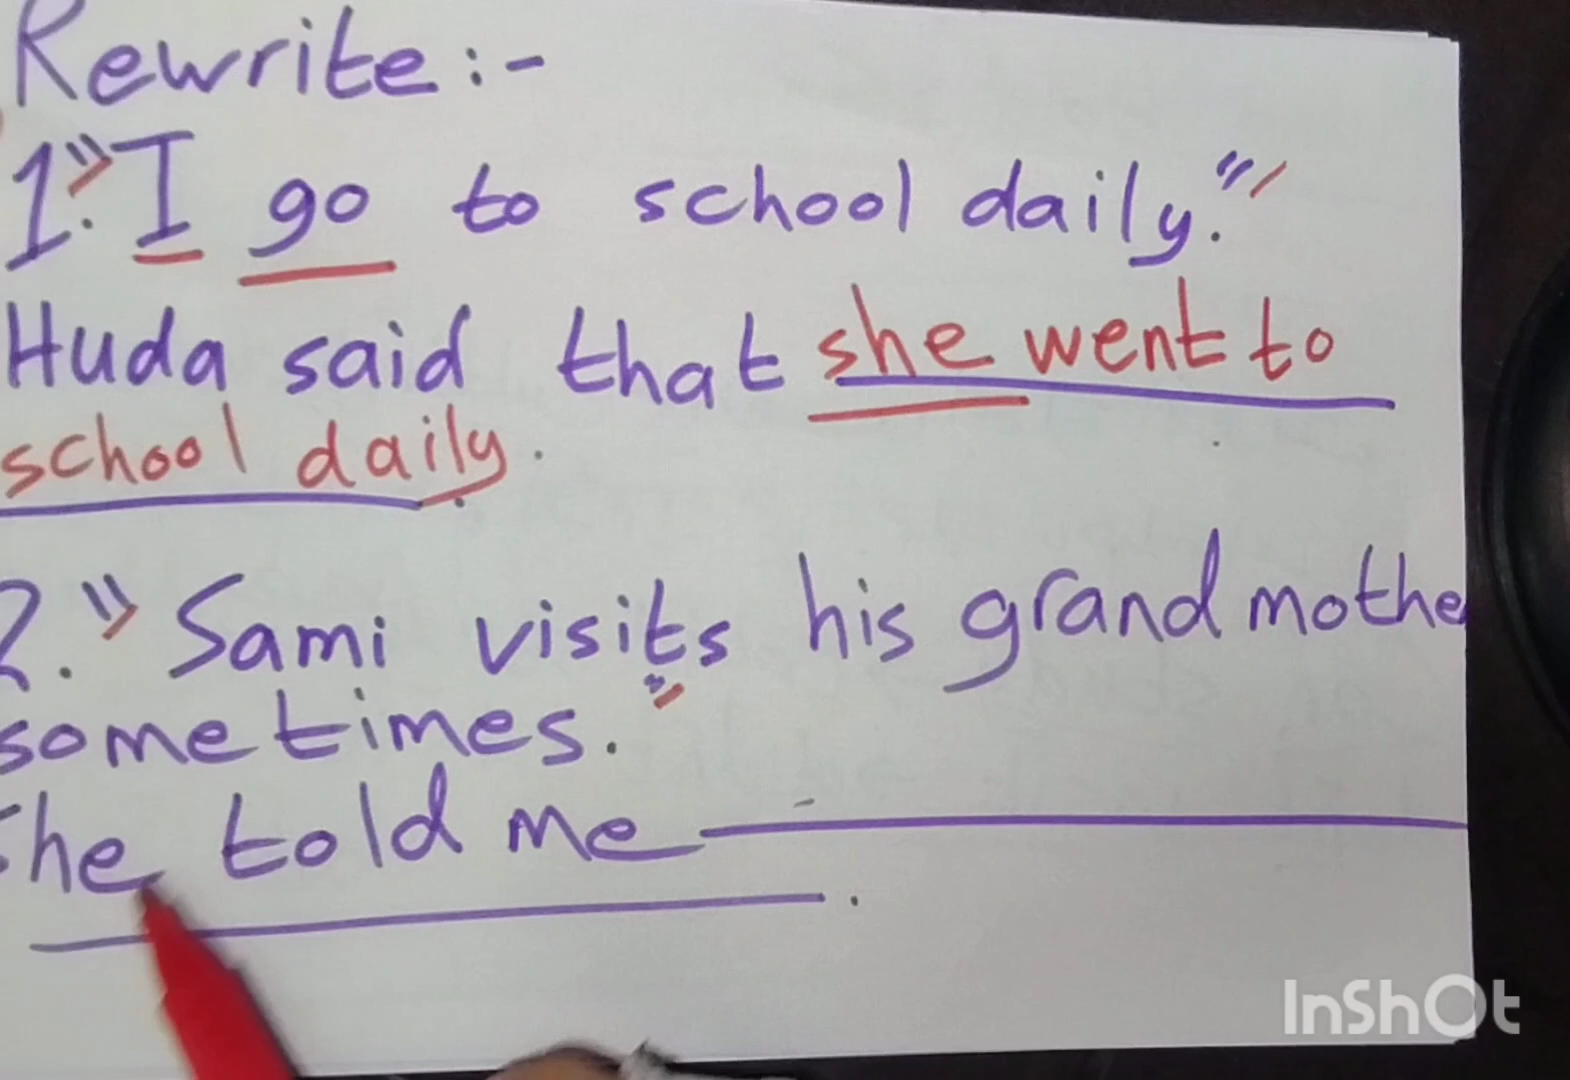 Rewrite:-
1. "I go to school daily."
Huda said that she went to
school daily.
2. "Sami visits his grandmothe
sometimes."
he told me
InShOt